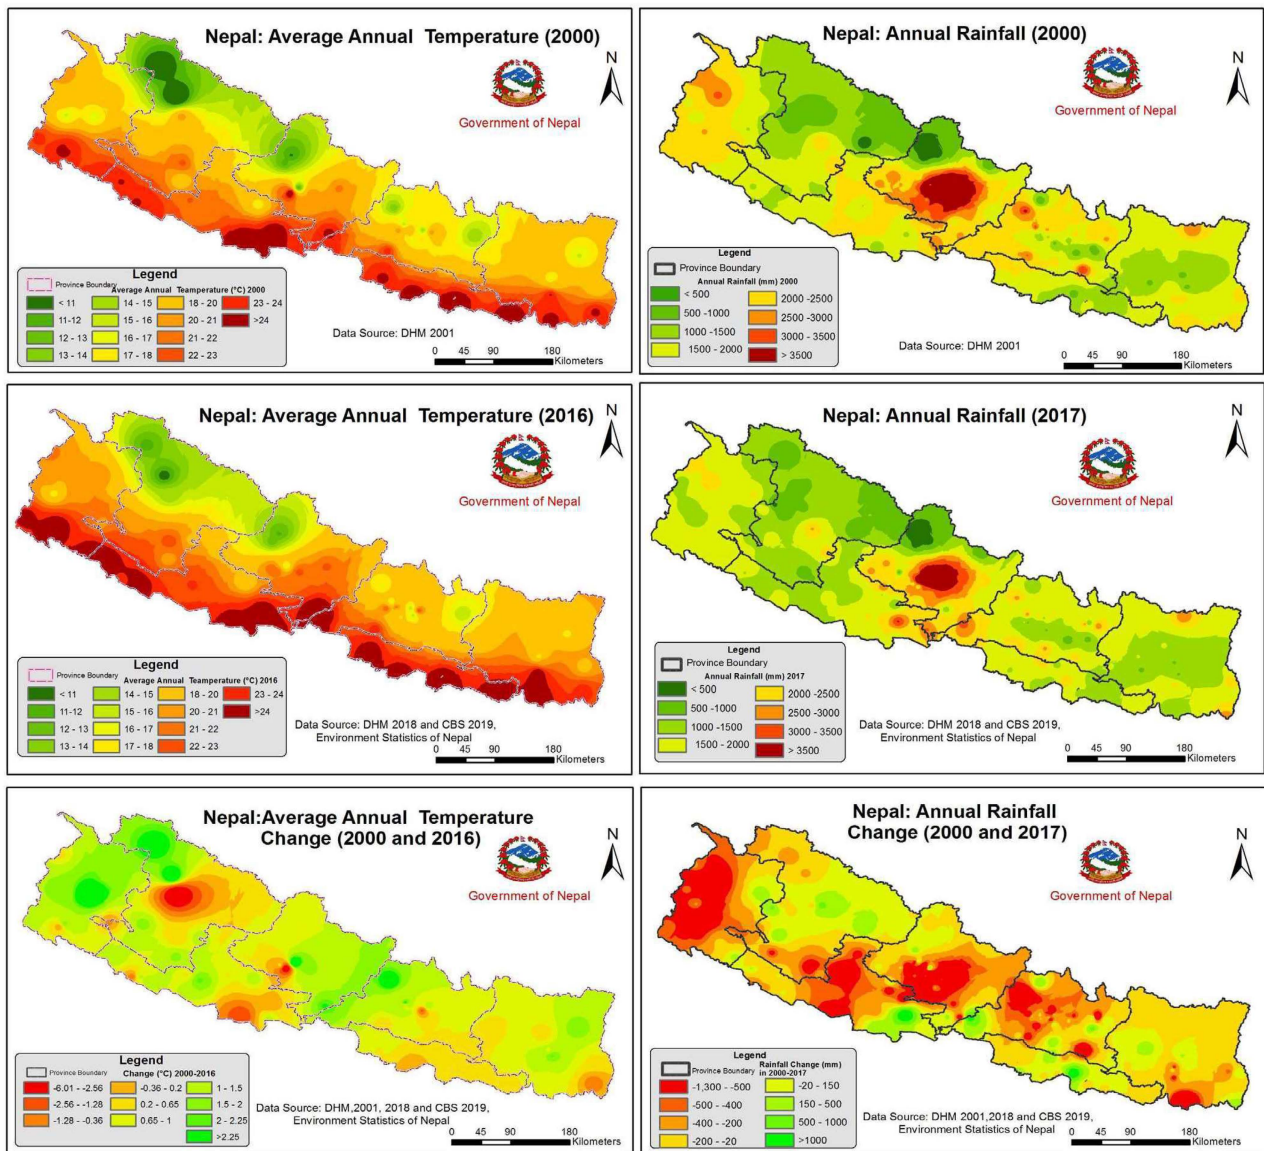 Nepal: Average Annual Temperature (2000)
N
Government of Nepal
Legend
Province Boundary
Average Annual Teamperature (°C) 2000
< 11
11-12
12 - 13
13 - 14
14 - 15
15 - 16
16 - 17
17 - 18
18 - 20
20 - 21
21 - 22
22 - 23
23 - 24
>24
Data Source: DHM 2001
0 45 90 180
Kilometers
Nepal: Annual Rainfall (2000)
N
Government of Nepal
Legend
Province Boundary
Annual Rainfall (mm) 2000
< 500
500 -1000
1000 -1500
1500 - 2000
2000 -2500
2500 -3000
3000 - 3500
> 3500
Data Source: DHM 2001
0 45 90 180
Kilometers
Nepal: Average Annual Temperature (2016)
N
Government of Nepal
Legend
Province Boundary
Average Annual Teamperature (°C) 2016
< 11
11-12
12 - 13
13 - 14
14 - 15
15 - 16
16 - 17
17 - 18
18 - 20
20 - 21
21 - 22
22 - 23
23 - 24
>24
Data Source: DHM 2018 and CBS 2019,
Environment Statistics of Nepal
0 45 90 180
Kilometers
Nepal: Annual Rainfall (2017)
N
Government of Nepal
Legend
Province Boundary
Annual Rainfall (mm) 2017
< 500
500 -1000
1000 -1500
1500 - 2000
2000 -2500
2500 -3000
3000 - 3500
> 3500
Data Source: DHM 2018 and CBS 2019,
Environment Statistics of Nepal
0 45 90 180
Kilometers
Nepal:Average Annual Temperature
Change (2000 and 2016)
N
Government of Nepal
Legend
Province Boundary
Change (°C) 2000-2016
-6.01 - -2.56
-2.56 - -1.28
-1.28 - -0.36
-0.36 - 0.2
0.2 - 0.65
0.65 - 1
1 - 1.5
1.5 - 2
2 - 2.25
>2.25
Data Source: DHM,2001, 2018 and CBS 2019,
Environment Statistics of Nepal
0 45 90 180
Kilometers
Nepal: Annual Rainfall
Change (2000 and 2017)
N
Government of Nepal
Legend
Province Boundary
Rainfall Change (mm)
in 2000-2017
-1,300 - -500
-500 - -400
-400 - -200
-200 - -20
-20 - 150
150 - 500
500 - 1000
>1000
Data Source: DHM 2001,2018 and CBS 2019,
Environment Statistics of Nepal
0 45 90 180
Kilometers